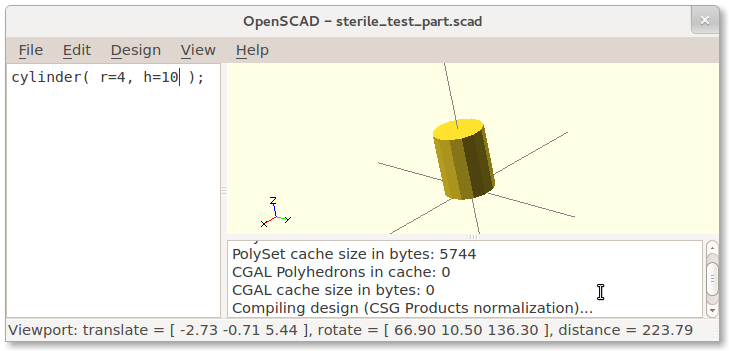 OpenSCAD – sterile_test_part.scad
File Edit Design View Help
cylinder( r=4, h=10 );
Z
X
Y
PolySet cache size in bytes: 5744
CGAL Polyhedrons in cache: 0
CGAL cache size in bytes: 0
Compiling design (CSG Products normalization)...
Viewport: translate = [ -2.73 -0.71 5.44 ], rotate = [ 66.90 10.50 136.30 ], distance = 223.79